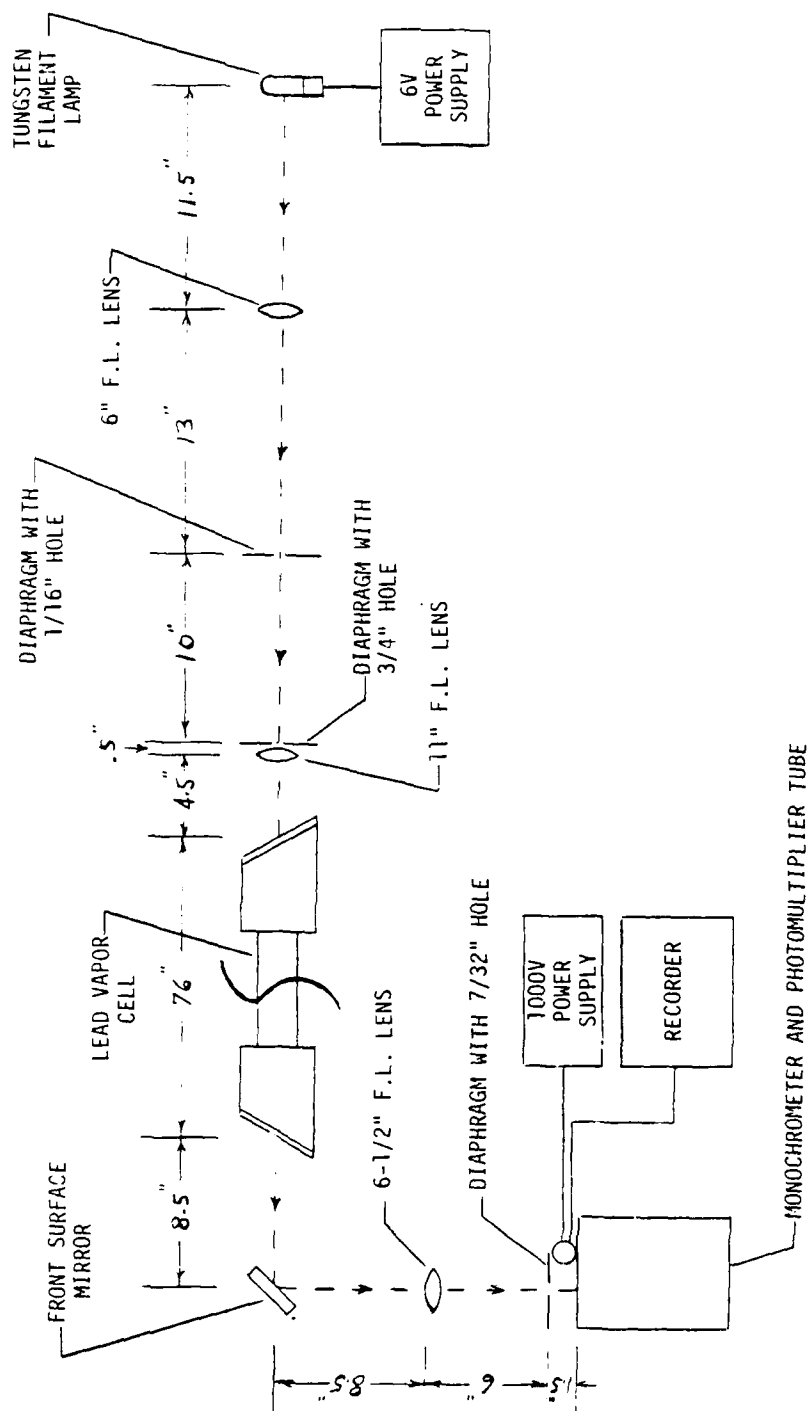 TUNGSTEN
FILAMENT
LAMP
11.5"
6V
POWER
SUPPLY
6" F.L. LENS
13"
DIAPHRAGM WITH
1/16" HOLE
10"
DIAPHRAGM WITH
3/4" HOLE
11" F.L. LENS
.5"
4.5"
LEAD VAPOR
CELL
76"
FRONT SURFACE
MIRROR
8.5"
6-1/2" F.L. LENS
DIAPHRAGM WITH 7/32" HOLE
8.5"
6"
1.5"
1000V
POWER
SUPPLY
RECORDER
MONOCHROMETER AND PHOTOMULTIPLIER TUBE